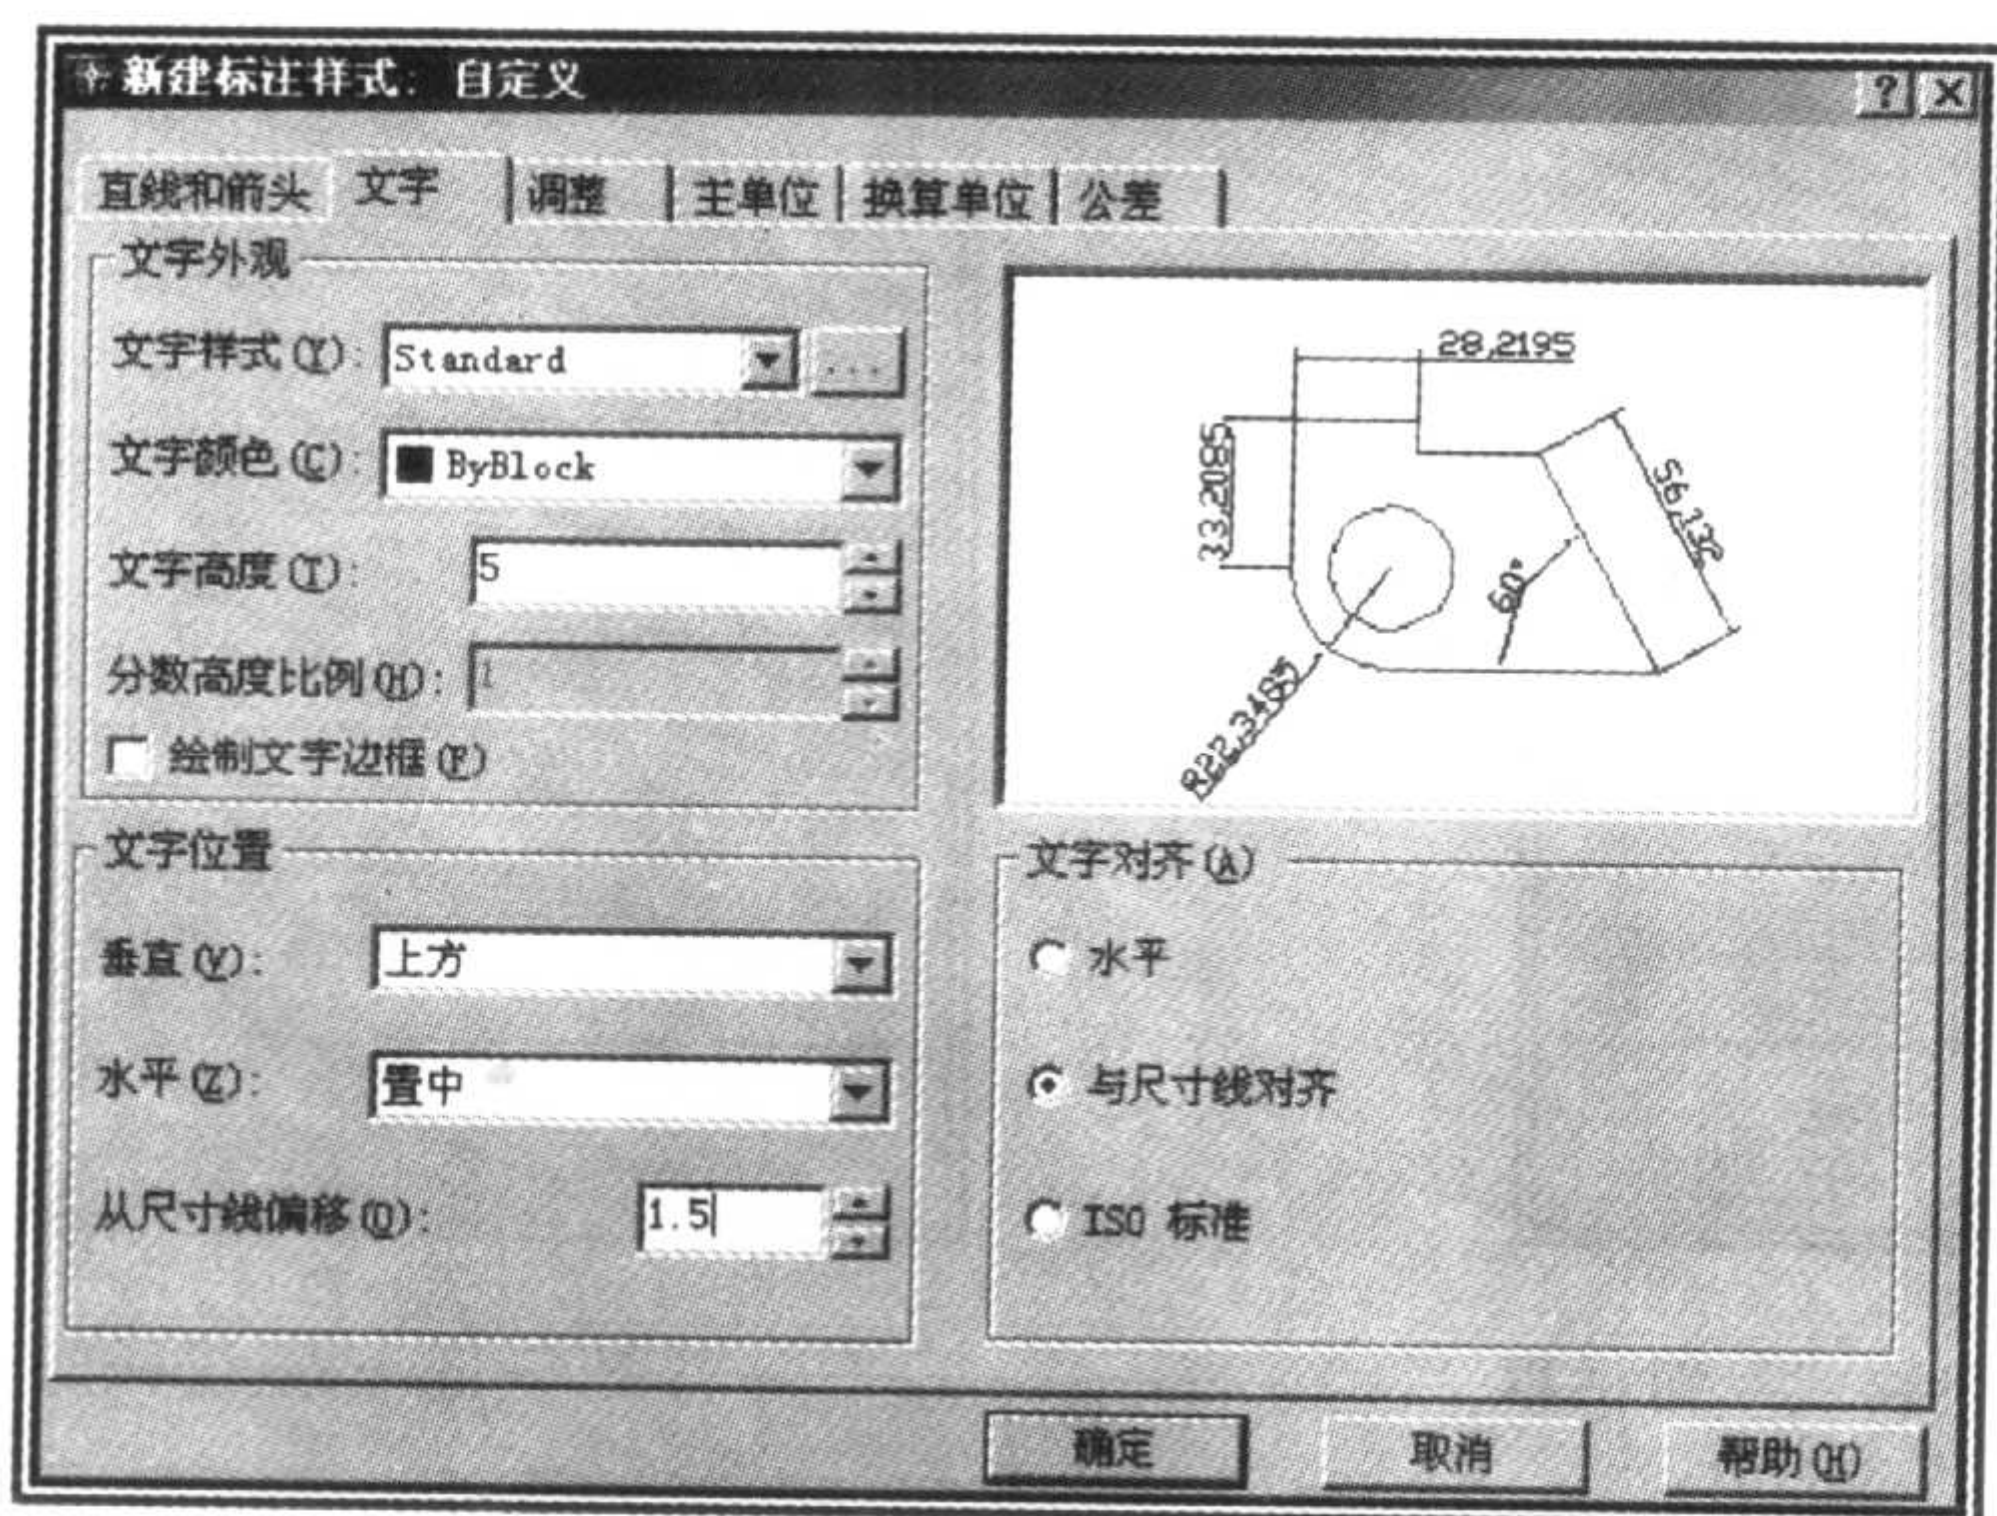 新建标注样式: 自定义
? ×
直线和箭头 文字 调整 主单位 换算单位 公差
文字外观
文字样式(Y): Standard ...
文字颜色(C): ByBlock
文字高度(T): 5
分数高度比例(H): 1
绘制文字边框(F)
28,2195
33,2085
56,136
60°
R22,3485
文字位置
垂直(V): 上方
水平(Z): 置中
从尺寸线偏移(O): 1.5
文字对齐(A)
水平
与尺寸线对齐
ISO 标准
确定 取消 帮助(H)